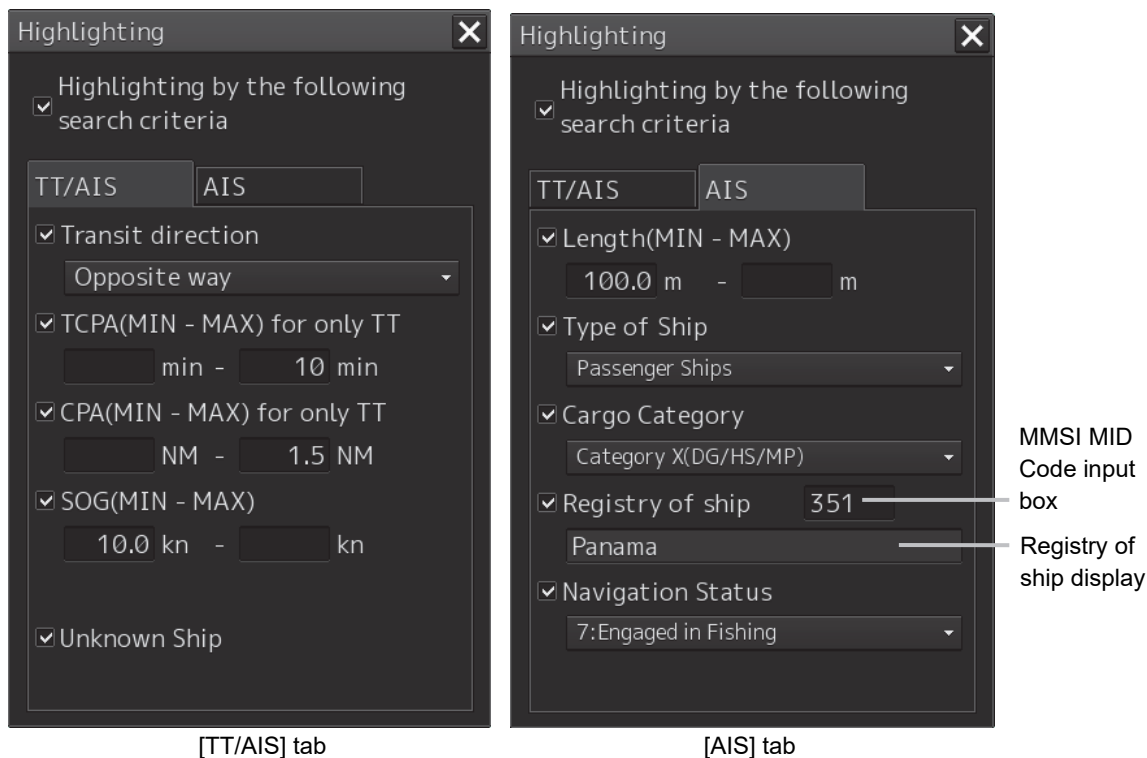 Highlighting
Highlighting by the following
search criteria
TT/AIS AIS
Transit direction
Opposite way
TCPA(MIN - MAX) for only TT
min - 10 min
CPA(MIN - MAX) for only TT
NM - 1.5 NM
SOG(MIN - MAX)
10.0 kn - kn
Unknown Ship
[TT/AIS] tab
Highlighting
Highlighting by the following
search criteria
TT/AIS AIS
Length(MIN - MAX)
100.0 m - m
Type of Ship
Passenger Ships
Cargo Category
Category X(DG/HS/MP)
Registry of ship 351
Panama
Navigation Status
7:Engaged in Fishing
[AIS] tab
MMSI MID
Code input
box
Registry of
ship display